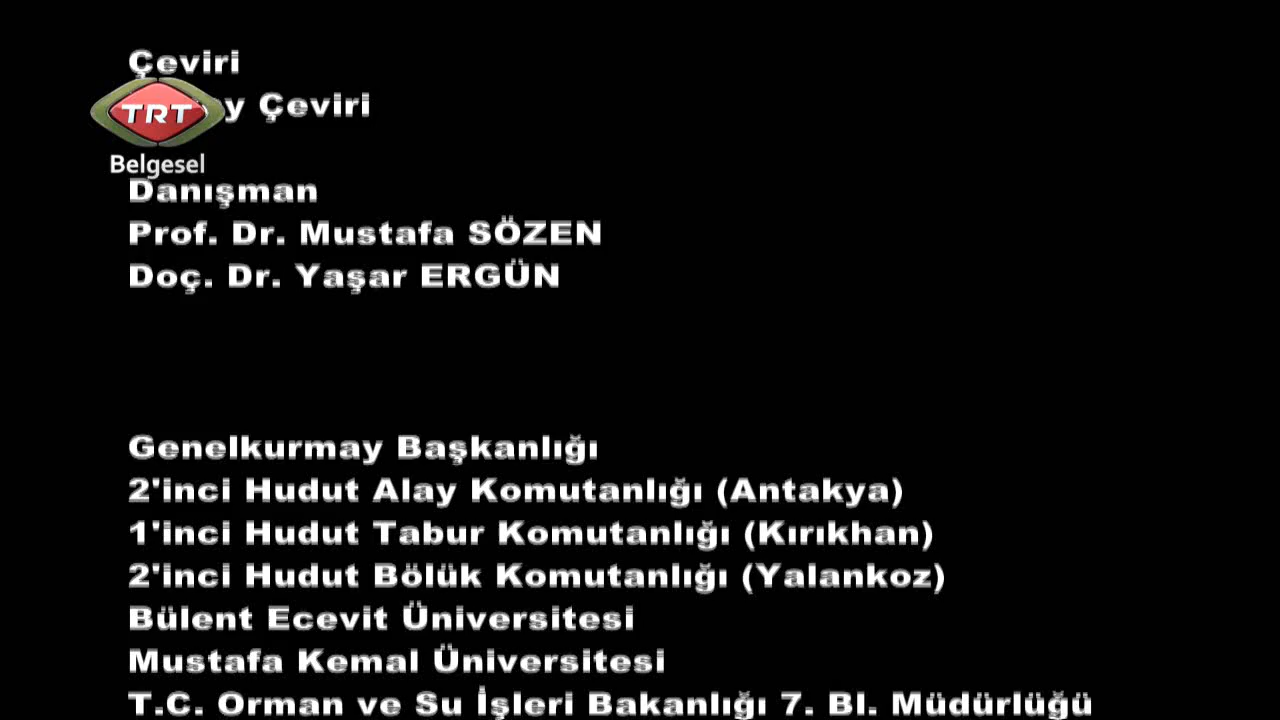 Çeviri
Çeviri
TRT
Belgesel
Danışman
Prof. Dr. Mustafa SÖZEN
Doç. Dr. Yaşar ERGÜN
Genelkurmay Başkanlığı
2'inci Hudut Alay Komutanlığı (Antakya)
1'inci Hudut Tabur Komutanlığı (Kırıkhan)
2'inci Hudut Bölük Komutanlığı (Yalankoz)
Bülent Ecevit Üniversitesi
Mustafa Kemal Üniversitesi
T.C. Orman ve Su İşleri Bakanlığı 7. Bl. Müdürlüğü